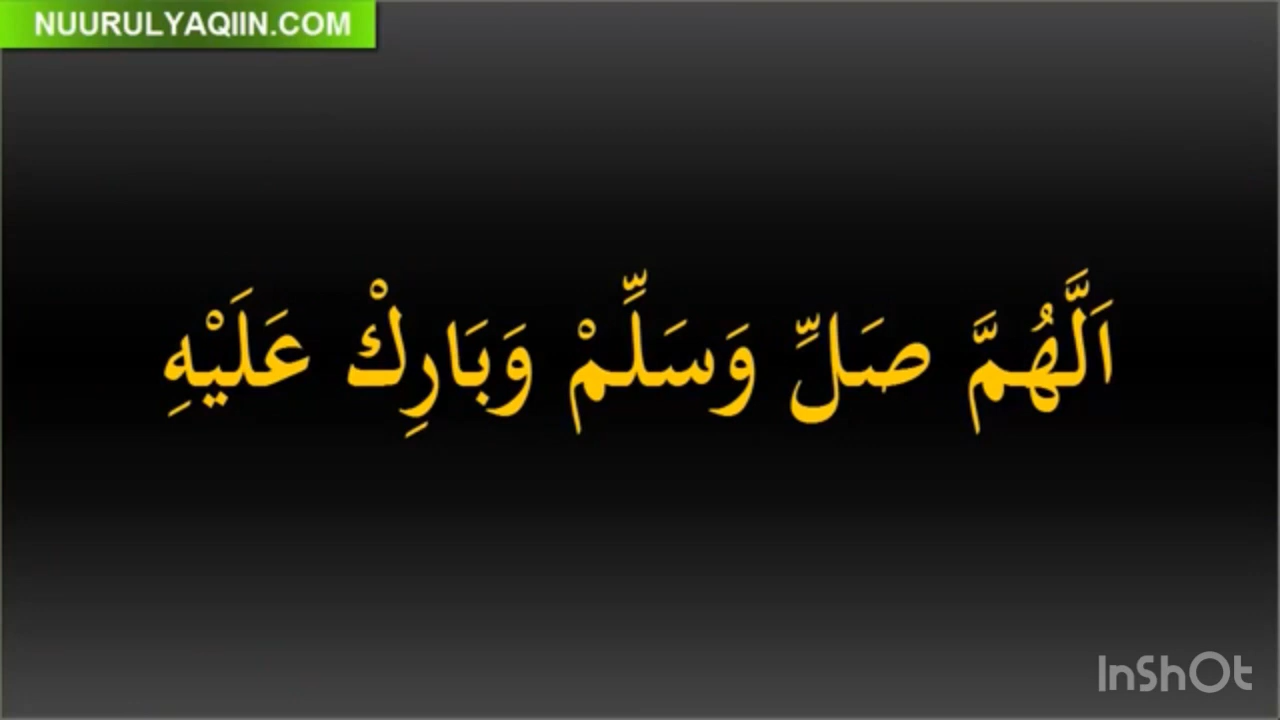 NUURULYAQIIN.COM
اَللَّهُمَّ صَلِّ وَسَلِّمْ وَبَارِكْ عَلَيْهِ
InShOt